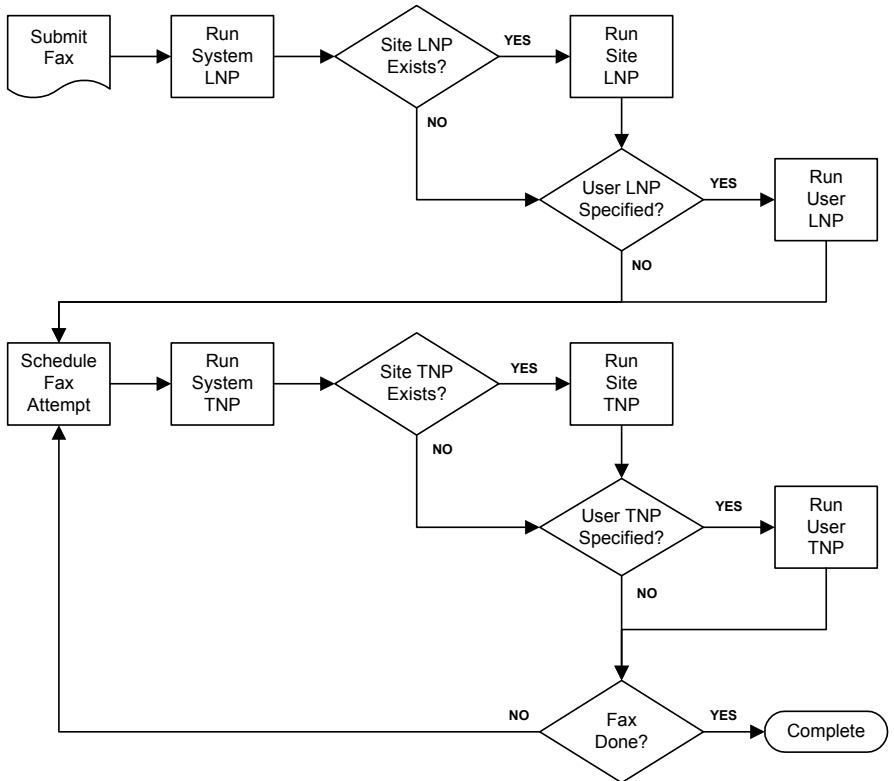 Submit
Fax
Run
System
LNP
Site LNP
Exists?
YES
Run
Site
LNP
NO
User LNP
Specified?
YES
Run
User
LNP
NO
Schedule
Fax
Attempt
Run
System
TNP
Site TNP
Exists?
YES
Run
Site
TNP
NO
User TNP
Specified?
YES
Run
User
TNP
NO
NO
Fax
Done?
YES
Complete